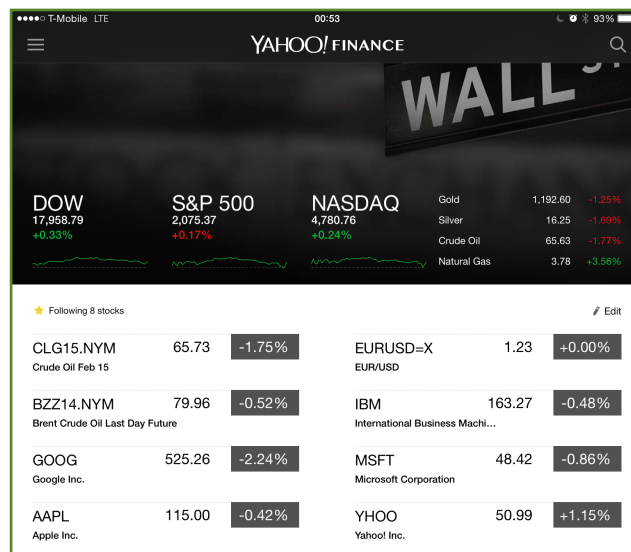 T-Mobile LTE 00:53 93%
YAHOO! FINANCE
WALL ST
DOW
17,958.79
+0.33%
S&P 500
2,075.37
+0.17%
NASDAQ
4,780.76
+0.24%
Gold 1,192.60 -1.25%
Silver 16.25 -1.69%
Crude Oil 65.63 -1.77%
Natural Gas 3.78 +3.56%
Following 8 stocks
Edit
CLG15.NYM 65.73 -1.75%
Crude Oil Feb 15
EURUSD=X 1.23 +0.00%
EUR/USD
BZZ14.NYM 79.96 -0.52%
Brent Crude Oil Last Day Future
IBM 163.27 -0.48%
International Business Machi...
GOOG 525.26 -2.24%
Google Inc.
MSFT 48.42 -0.86%
Microsoft Corporation
AAPL 115.00 -0.42%
Apple Inc.
YHOO 50.99 +1.15%
Yahoo! Inc.